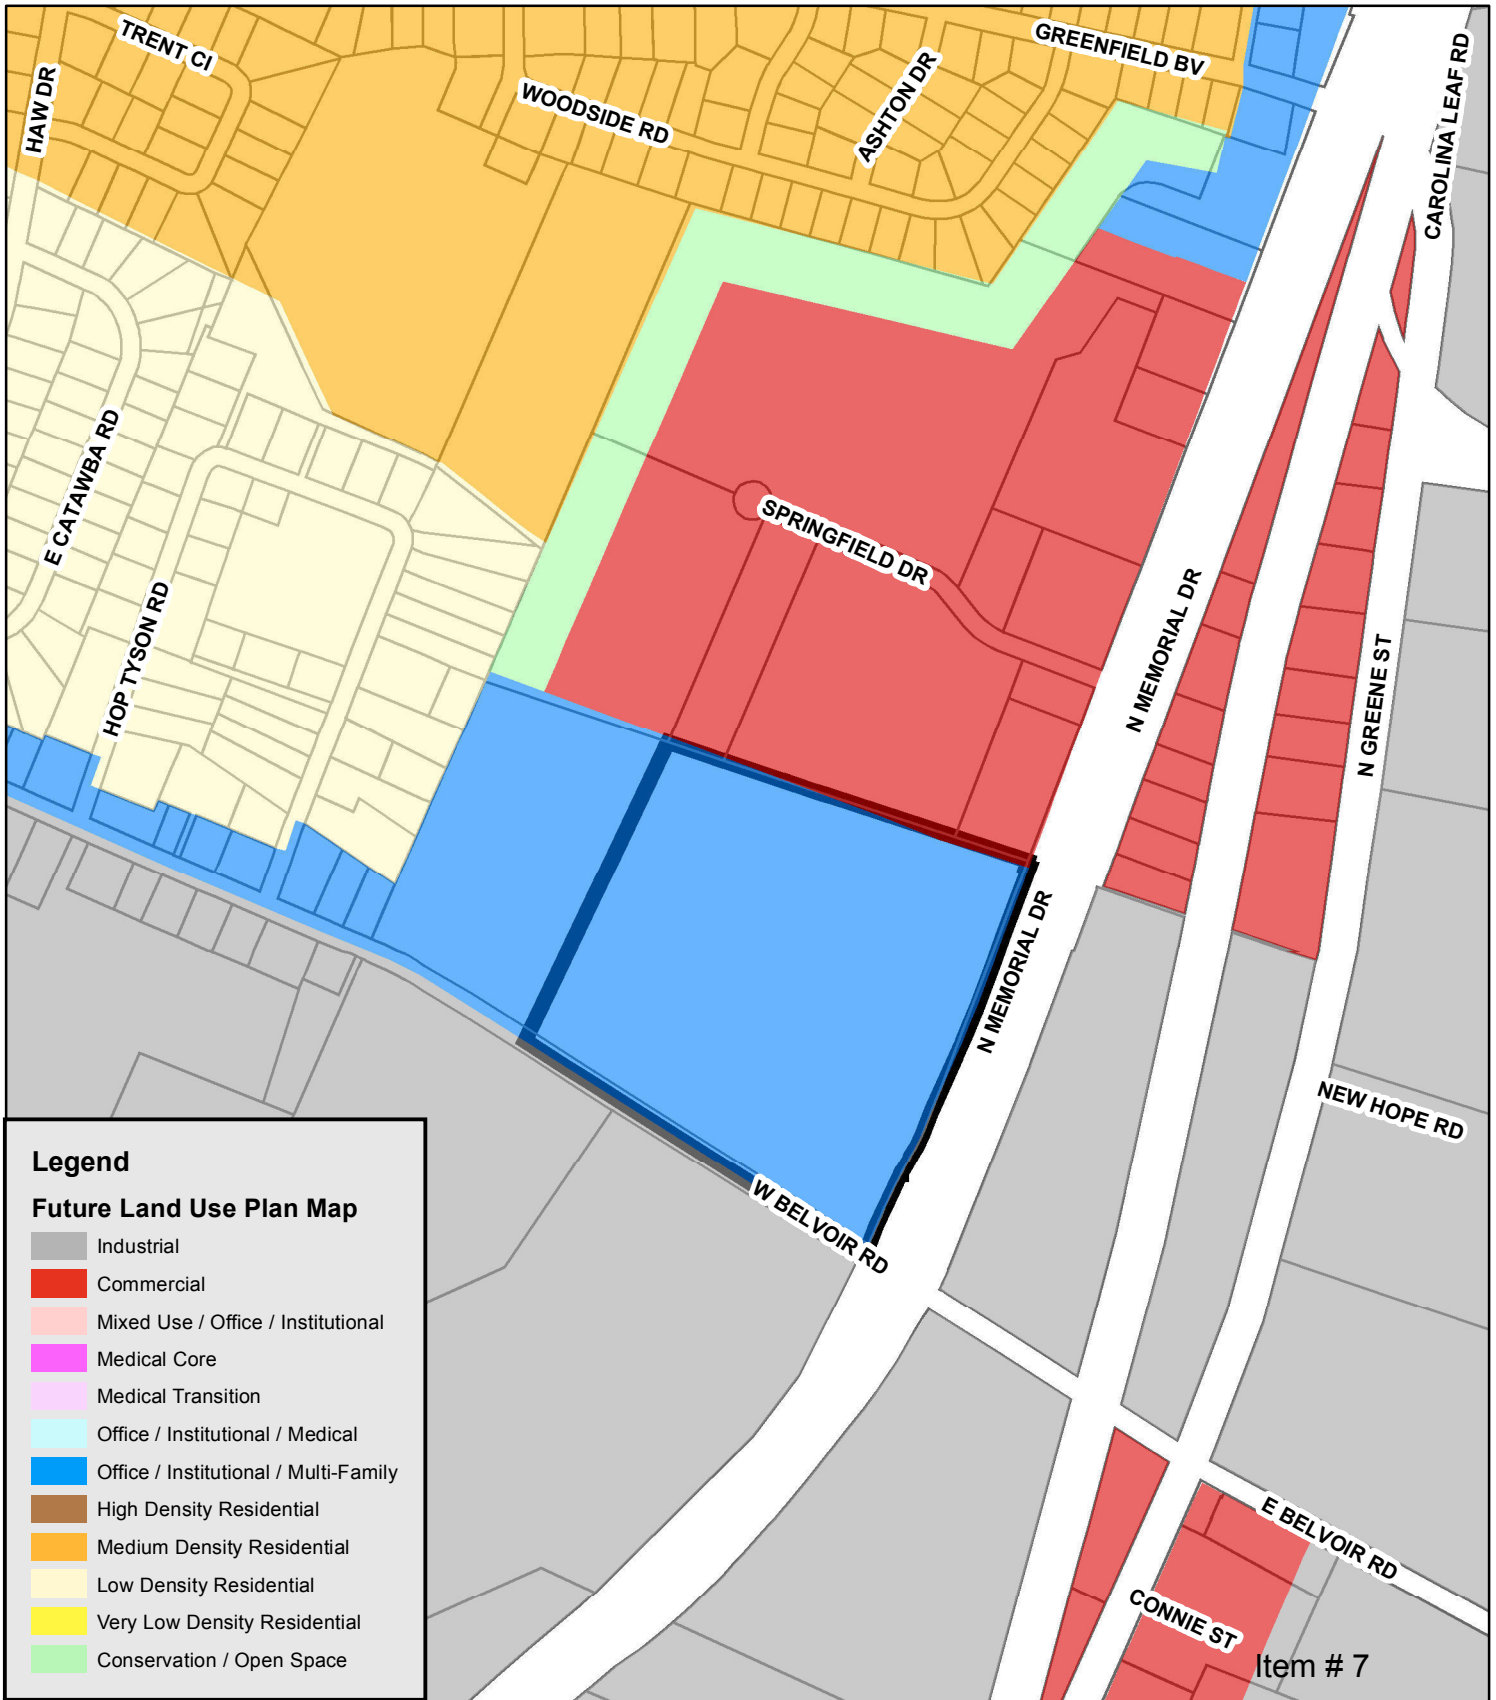 TRENT CI
HAW DR
WOODSIDE RD
ASHTON DR
GREENFIELD BV
CAROLINA LEAF RD
E CATAWBA RD
HOP TYSON RD
SPRINGFIELD DR
N MEMORIAL DR
N GREENE ST
N MEMORIAL DR
NEW HOPE RD
W BELVOIR RD
E BELVOIR RD
CONNIE ST
Legend
Future Land Use Plan Map
Industrial
Commercial
Mixed Use / Office / Institutional
Medical Core
Medical Transition
Office / Institutional / Medical
Office / Institutional / Multi-Family
High Density Residential
Medium Density Residential
Low Density Residential
Very Low Density Residential
Conservation / Open Space
Item # 7